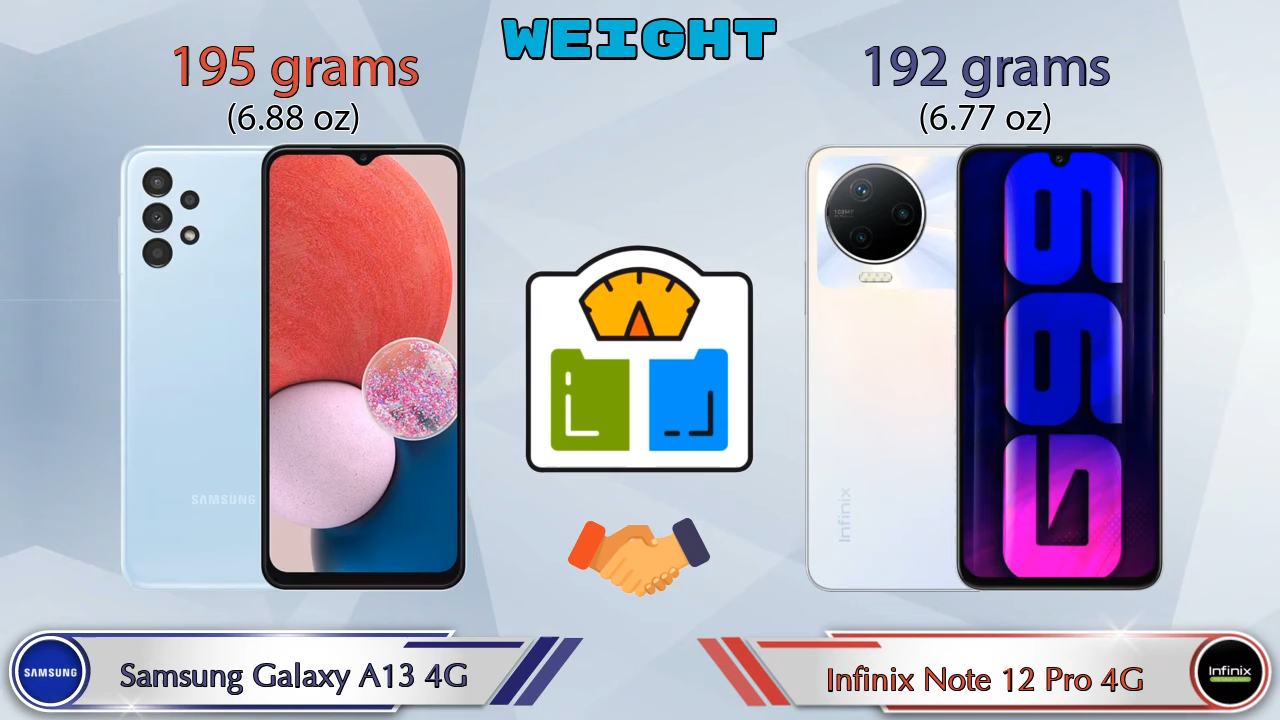 WEIGHT
195 grams
(6.88 oz)
192 grams
(6.77 oz)
SAMSUNG
108MP
Infinix
G99
SAMSUNG
Samsung Galaxy A13 4G
Infinix Note 12 Pro 4G
Infinix